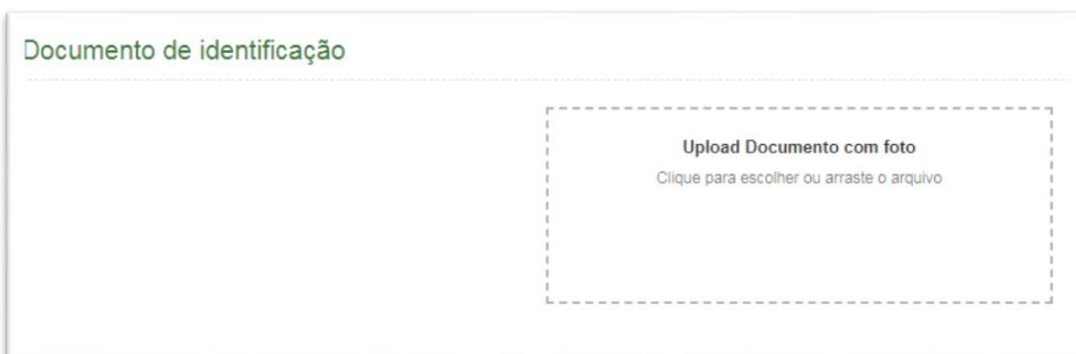 Documento de identificação
Upload Documento com foto
Clique para escolher ou arraste o arquivo